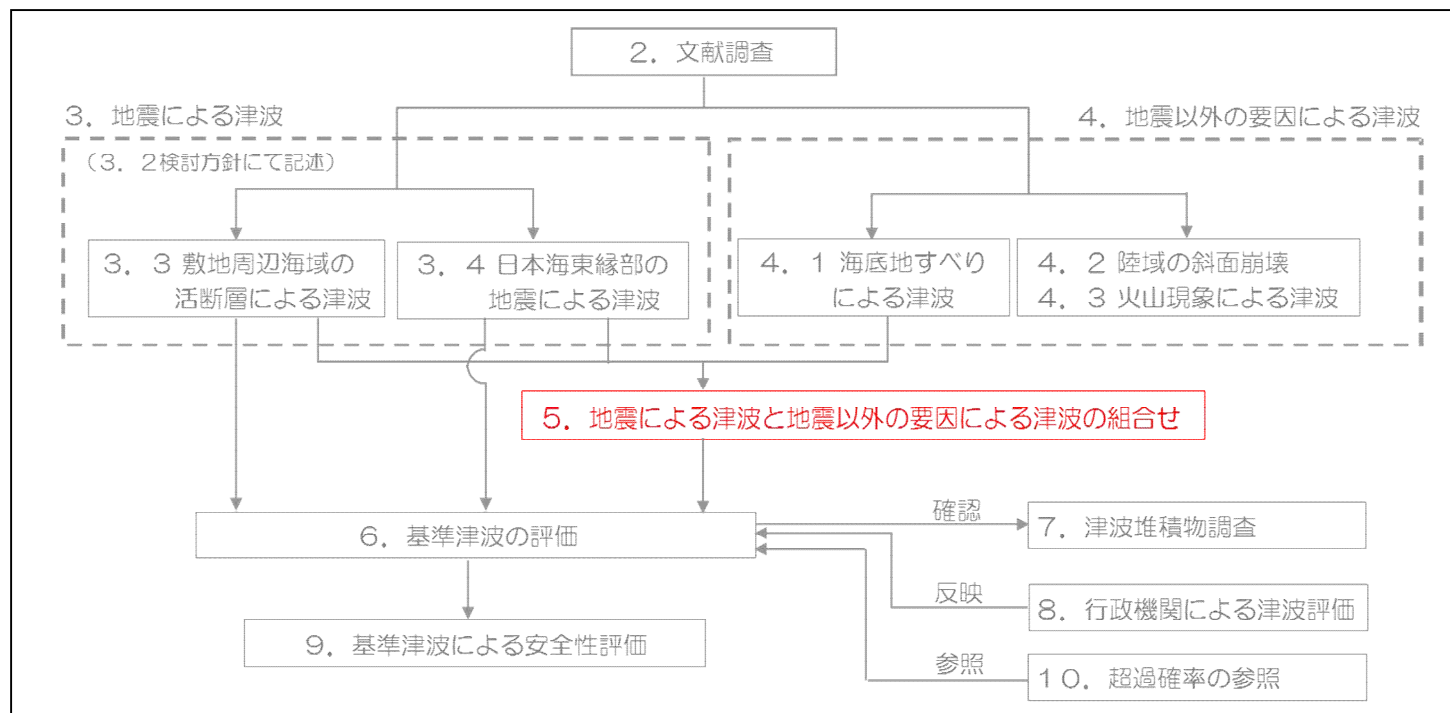 2．文献調査
3．地震による津波
4．地震以外の要因による津波
（3．2検討方針にて記述）
3．3 敷地周辺海域の
活断層による津波
3．4 日本海東縁部の
地震による津波
4．1 海底地すべり
による津波
4．2 陸域の斜面崩壊
4．3 火山現象による津波
5．地震による津波と地震以外の要因による津波の組合せ
6．基準津波の評価
確認
7．津波堆積物調査
反映
8．行政機関による津波評価
9．基準津波による安全性評価
参照
10．超過確率の参照